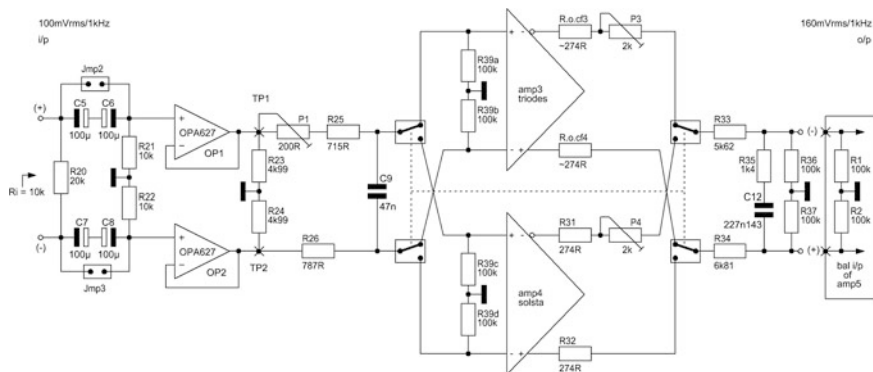 100mVrms/1kHz
i/p
160mVrms/1kHz
o/p
Jmp2
(+)
C5
100µ
C6
100µ
R20
20k
Ri = 10k
R21
10k
R22
10k
C7
100µ
C8
100µ
(-)
Jmp3
+
-
OPA627
OP1
+
-
OPA627
OP2
TP1
P1
200R
R25
715R
R23
4k99
R24
4k99
TP2
R26
787R
C9
47n
R39a
100k
R39b
100k
+
-
-
+
amp3
triodes
R.o.cf3
~274R
P3
2k
R.o.cf4
~274R
R39c
100k
R39d
100k
+
-
-
+
amp4
solsta
R31
274R
P4
2k
R32
274R
R33
5k62
(-)
R35
1k4
C12
227n143
R36
100k
R37
100k
R34
6k81
(+)
R1
100k
R2
100k
bal i/p
of
amp5